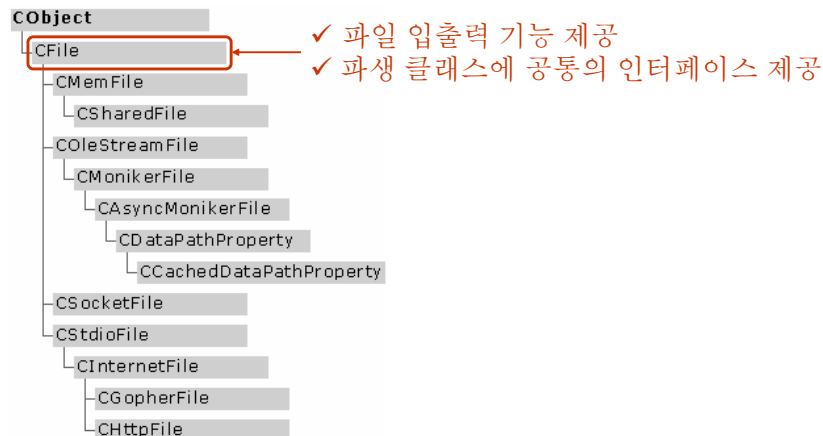 CObject
CFile
✓ 파일 입출력 기능 제공
✓ 파생 클래스에 공통의 인터페이스 제공
CMemFile
CSharedFile
COleStreamFile
CMonikerFile
CAsyncMonikerFile
CDataPathProperty
CCachedDataPathProperty
CSocketFile
CStdioFile
CInternetFile
CGopherFile
CHttpFile